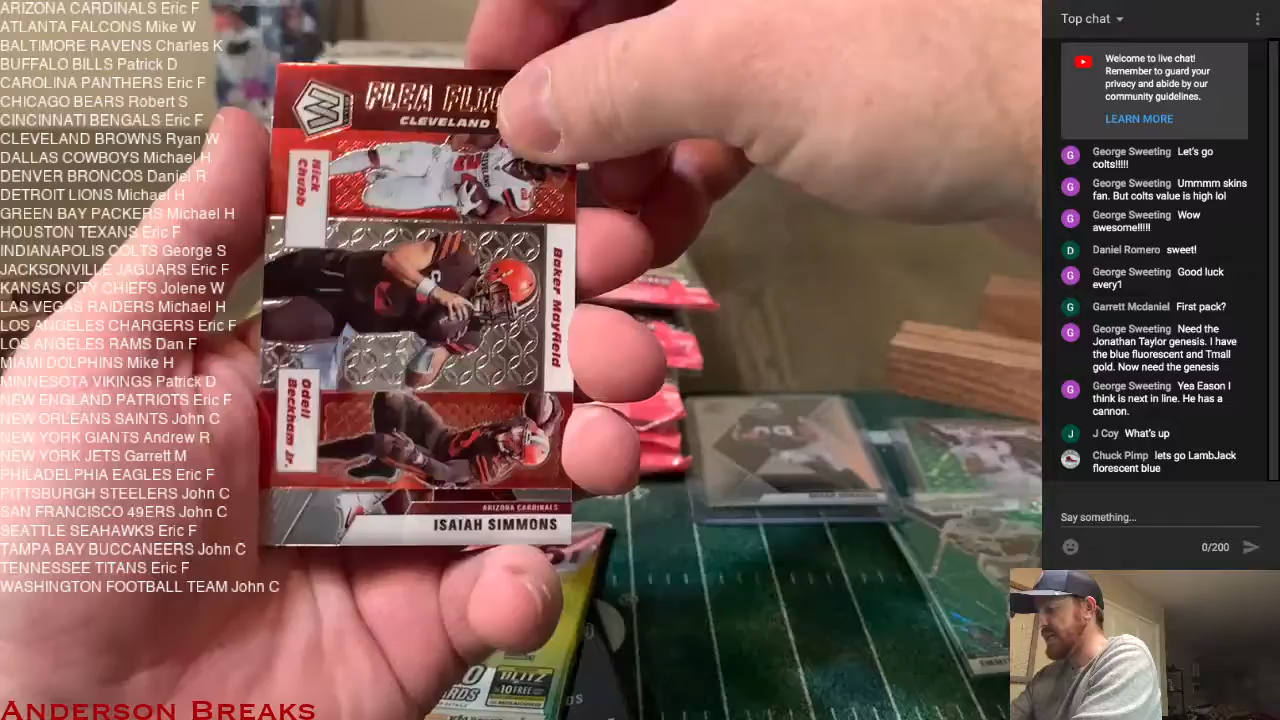 ARIZONA CARDINALS Eric F
ATLANTA FALCONS Mike W
BALTIMORE RAVENS Charles K
BUFFALO BILLS Patrick D
CAROLINA PANTHERS Eric F
CHICAGO BEARS Robert S
CINCINNATI BENGALS Eric F
CLEVELAND BROWNS Ryan W
DALLAS COWBOYS Michael H
DENVER BRONCOS Daniel R
DETROIT LIONS Michael H
GREEN BAY PACKERS Michael H
HOUSTON TEXANS Eric F
INDIANAPOLIS COLTS George S
JACKSONVILLE JAGUARS Eric F
KANSAS CITY CHIEFS Jolene W
LAS VEGAS RAIDERS Michael H
LOS ANGELES CHARGERS Eric F
LOS ANGELES RAMS Dan F
MIAMI DOLPHINS Mike H
MINNESOTA VIKINGS Patrick D
NEW ENGLAND PATRIOTS Eric F
NEW ORLEANS SAINTS John C
NEW YORK GIANTS Andrew R
NEW YORK JETS Garrett M
PHILADELPHIA EAGLES Eric F
PITTSBURGH STEELERS John C
SAN FRANCISCO 49ERS John C
SEATTLE SEAHAWKS Eric F
TAMPA BAY BUCCANEERS John C
TENNESSEE TITANS Eric F
WASHINGTON FOOTBALL TEAM John C
ANDERSON BREAKS
FLEA
CLEVELAND
Nick
Chubb
Baker Mayfield
Odell
Beckham Jr.
ARIZONA CARDINALS
ISAIAH SIMMONS
BLITZ
Top chat
Welcome to live chat!
Remember to guard your
privacy and abide by our
community guidelines.
LEARN MORE
G George Sweeting Let's go
colts!!!!!
G George Sweeting Ummmm skins
fan. But colts value is high lol
G George Sweeting Wow
awesome!!!!!
D Daniel Romero sweet!
G George Sweeting Good luck
every1
G Garrett Mcdaniel First pack?
G George Sweeting Need the
Jonathan Taylor genesis. I have
the blue fluorescent and Tmall
gold. Now need the genesis
G George Sweeting Yea Eason I
think is next in line. He has a
cannon.
J J Coy What's up
Chuck Pimp lets go LambJack
florescent blue
Say something...
0/200